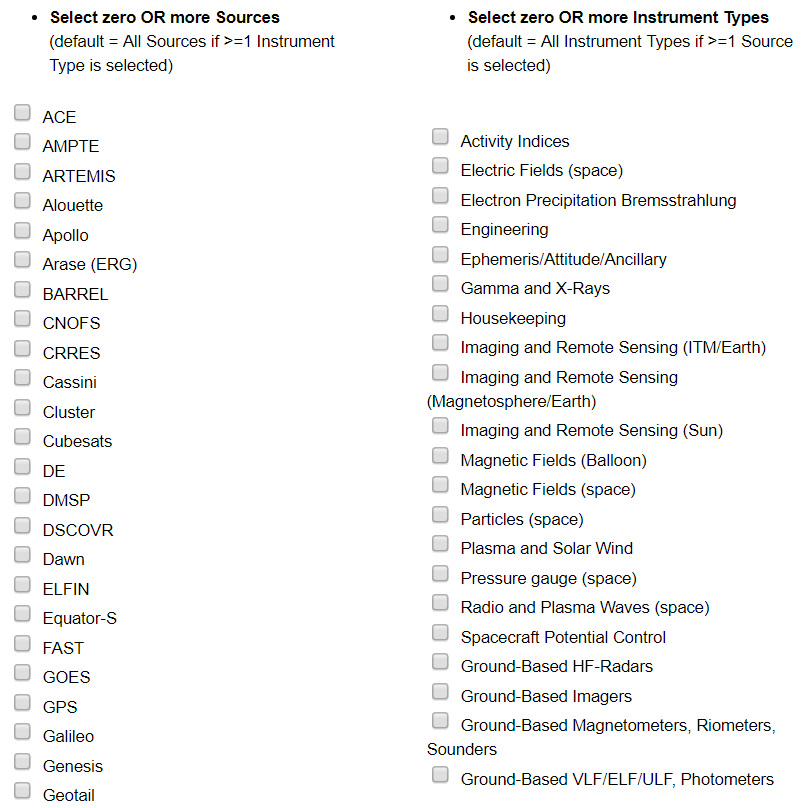 Select zero OR more Sources
(default = All Sources if >=1 Instrument
Type is selected)
ACE
AMPTE
ARTEMIS
Alouette
Apollo
Arase (ERG)
BARREL
CNOFS
CRRES
Cassini
Cluster
Cubesats
DE
DMSP
DSCOVR
Dawn
ELFIN
Equator-S
FAST
GOES
GPS
Galileo
Genesis
Geotail
Select zero OR more Instrument Types
(default = All Instrument Types if >=1 Source
is selected)
Activity Indices
Electric Fields (space)
Electron Precipitation Bremsstrahlung
Engineering
Ephemeris/Attitude/Ancillary
Gamma and X-Rays
Housekeeping
Imaging and Remote Sensing (ITM/Earth)
Imaging and Remote Sensing
(Magnetosphere/Earth)
Imaging and Remote Sensing (Sun)
Magnetic Fields (Balloon)
Magnetic Fields (space)
Particles (space)
Plasma and Solar Wind
Pressure gauge (space)
Radio and Plasma Waves (space)
Spacecraft Potential Control
Ground-Based HF-Radars
Ground-Based Imagers
Ground-Based Magnetometers, Riometers,
Sounders
Ground-Based VLF/ELF/ULF, Photometers